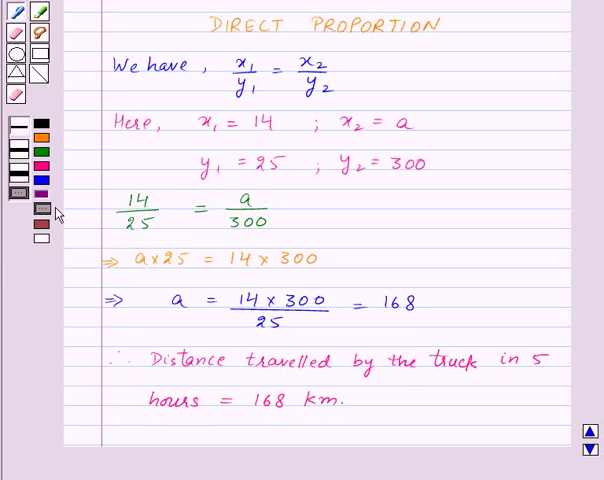 DIRECT PROPORTION
We have, x₁/y₁ = x₂/y₂
Here, x₁ = 14 ; x₂ = a
y₁ = 25 ; y₂ = 300
14/25 = a/300
⇒ a × 25 = 14 × 300
⇒ a = 14 × 300/25 = 168
∴ Distance travelled by the truck in 5
hours = 168 km.